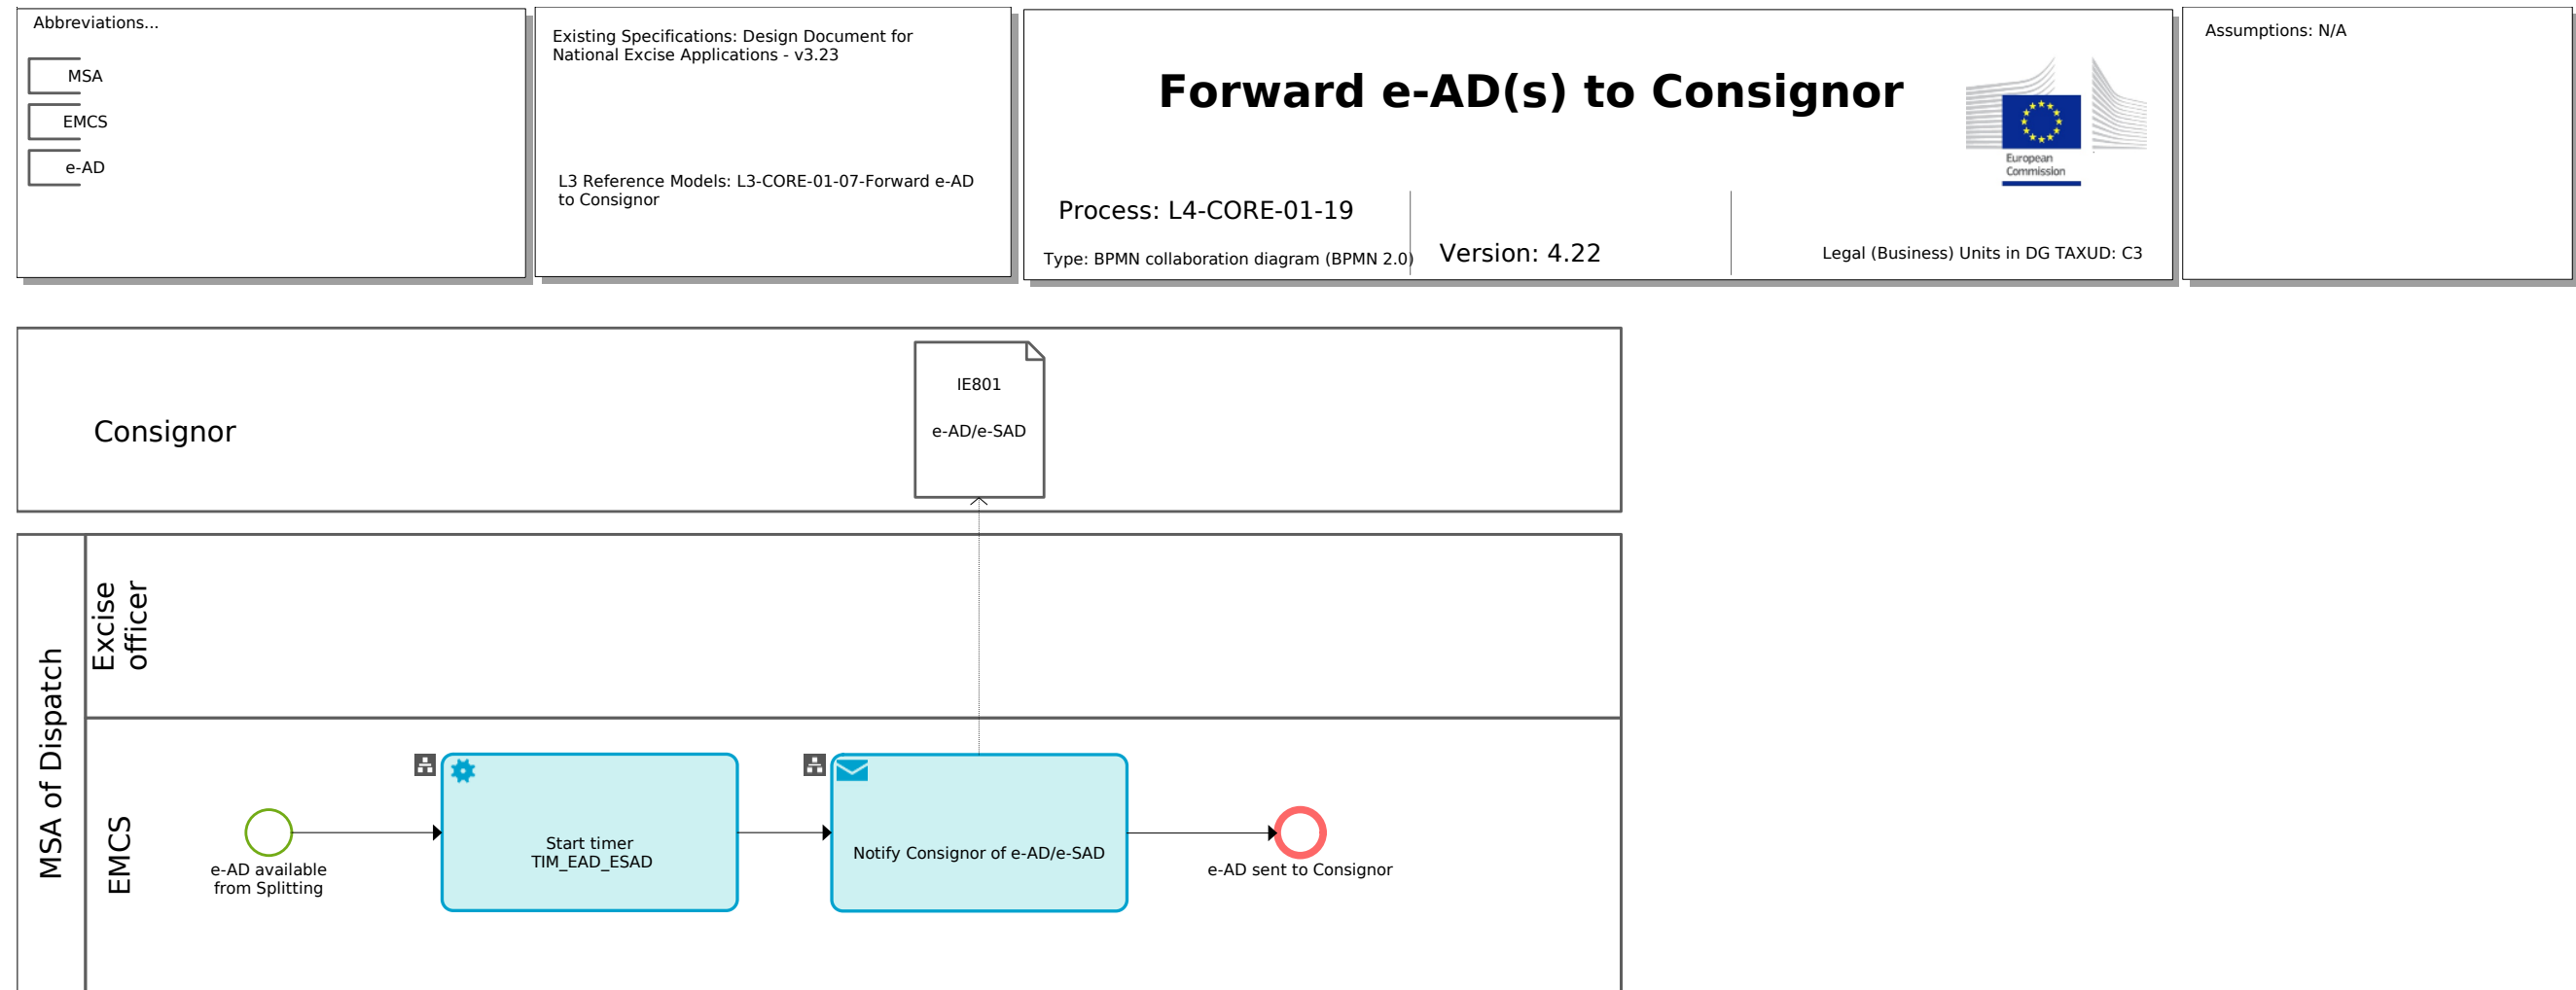 Abbreviations...
MSA
EMCS
e-AD
Existing Specifications: Design Document for
National Excise Applications - v3.23
L3 Reference Models: L3-CORE-01-07-Forward e-AD
to Consignor
Forward e-AD(s) to Consignor
European
Commission
Process: L4-CORE-01-19
Type: BPMN collaboration diagram (BPMN 2.0)
Version: 4.22
Legal (Business) Units in DG TAXUD: C3
Assumptions: N/A
Consignor
IE801
e-AD/e-SAD
MSA of Dispatch
Excise
officer
EMCS
e-AD available
from Splitting
Start timer
TIM_EAD_ESAD
Notify Consignor of e-AD/e-SAD
e-AD sent to Consignor